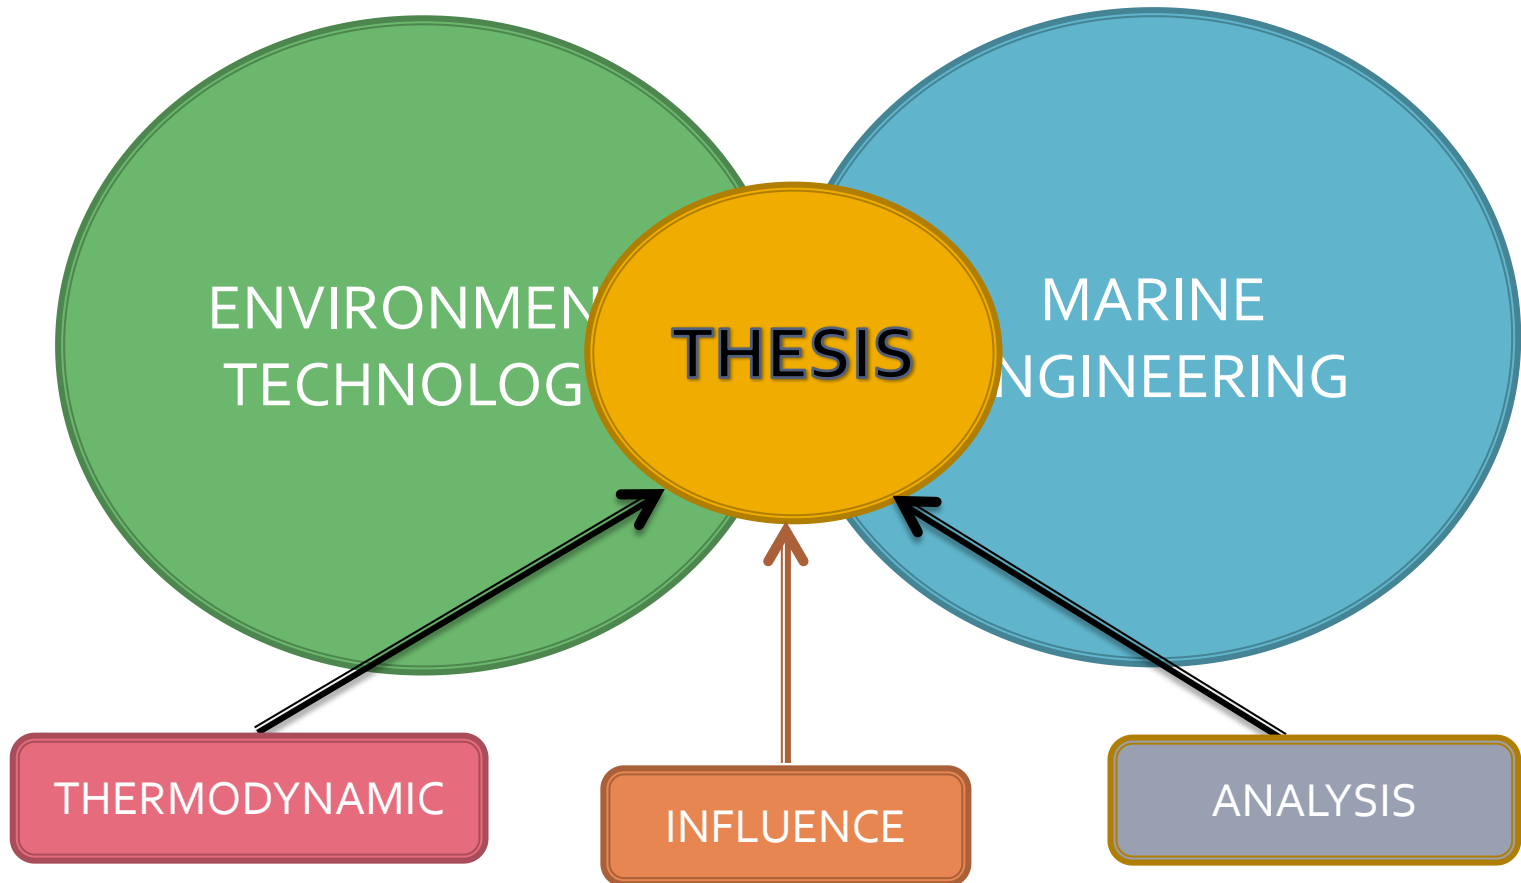 ENVIRONMEN
TECHNOLOG
THESIS
MARINE
NGINEERING
THERMODYNAMIC
INFLUENCE
ANALYSIS